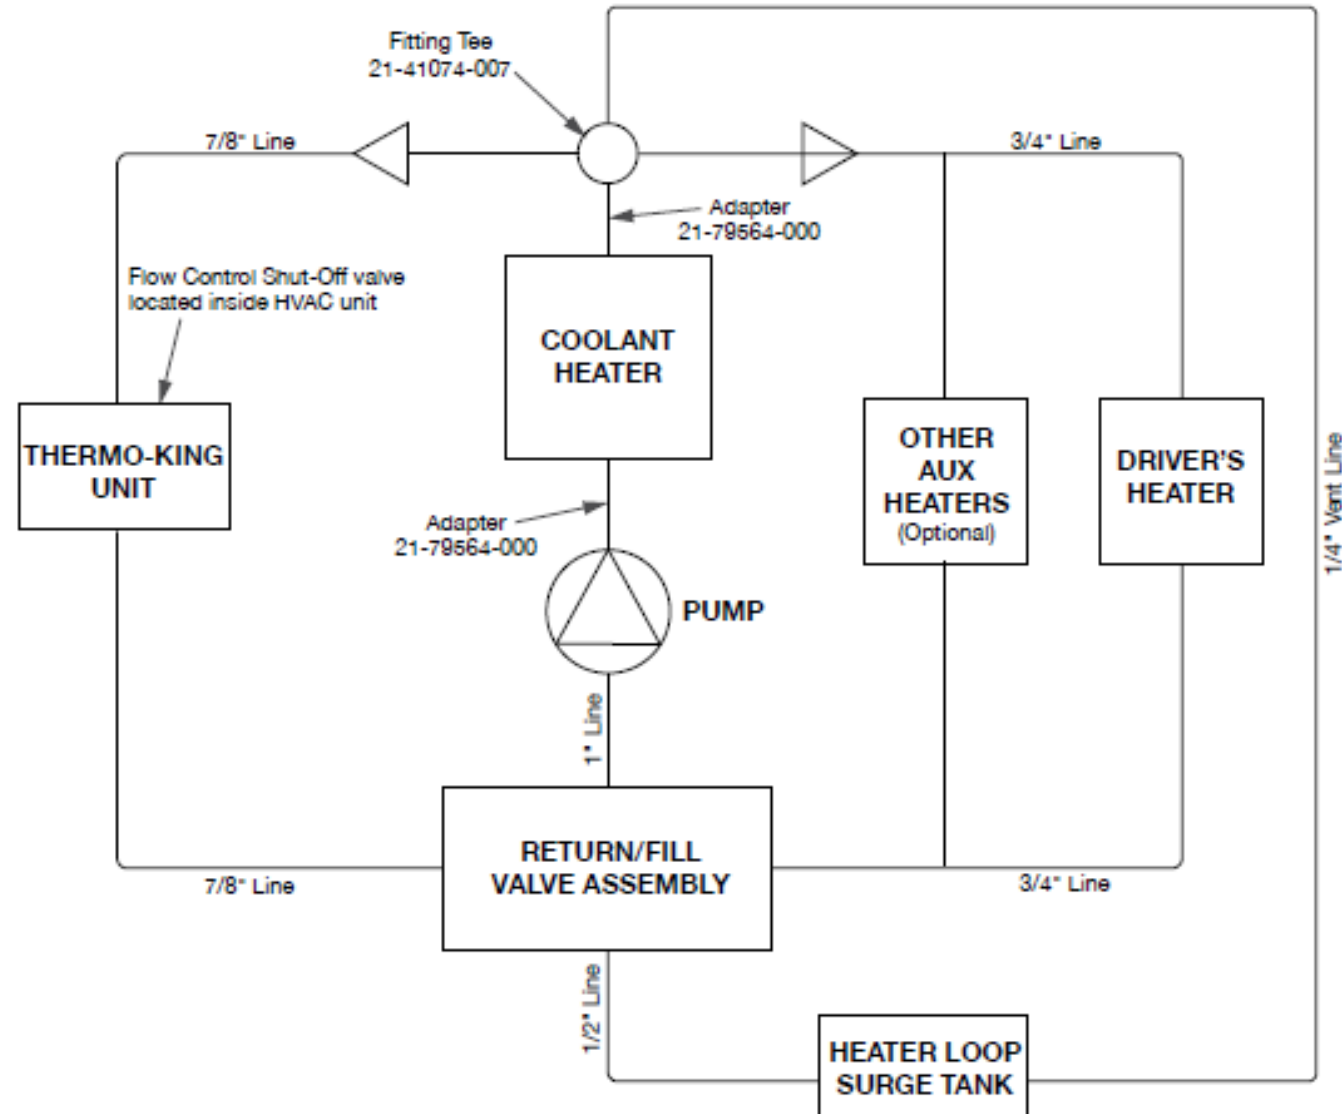 Fitting Tee
21-41074-007
7/8" Line
3/4" Line
Adapter
21-79564-000
Flow Control Shut-Off valve
located inside HVAC unit
COOLANT
HEATER
THERMO-KING
UNIT
OTHER
AUX
HEATERS
(Optional)
DRIVER'S
HEATER
1/4" Vent Line
Adapter
21-79564-000
PUMP
1" Line
RETURN/FILL
VALVE ASSEMBLY
7/8" Line
3/4" Line
1/2" Line
HEATER LOOP
SURGE TANK